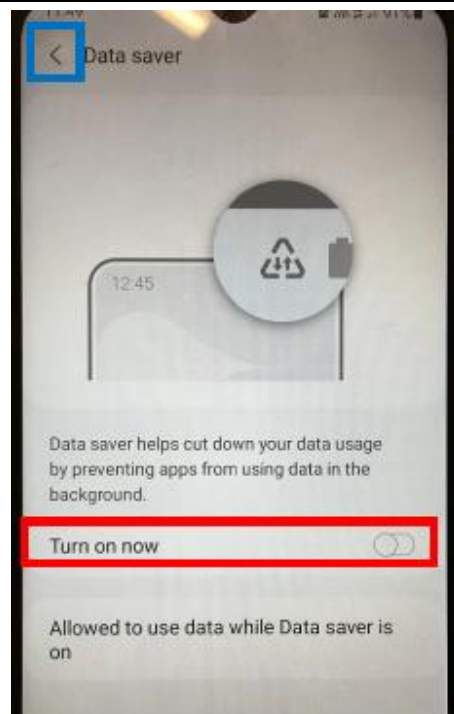 Data saver
12:45
Data saver helps cut down your data usage
by preventing apps from using data in the
background.
Turn on now
Allowed to use data while Data saver is
on